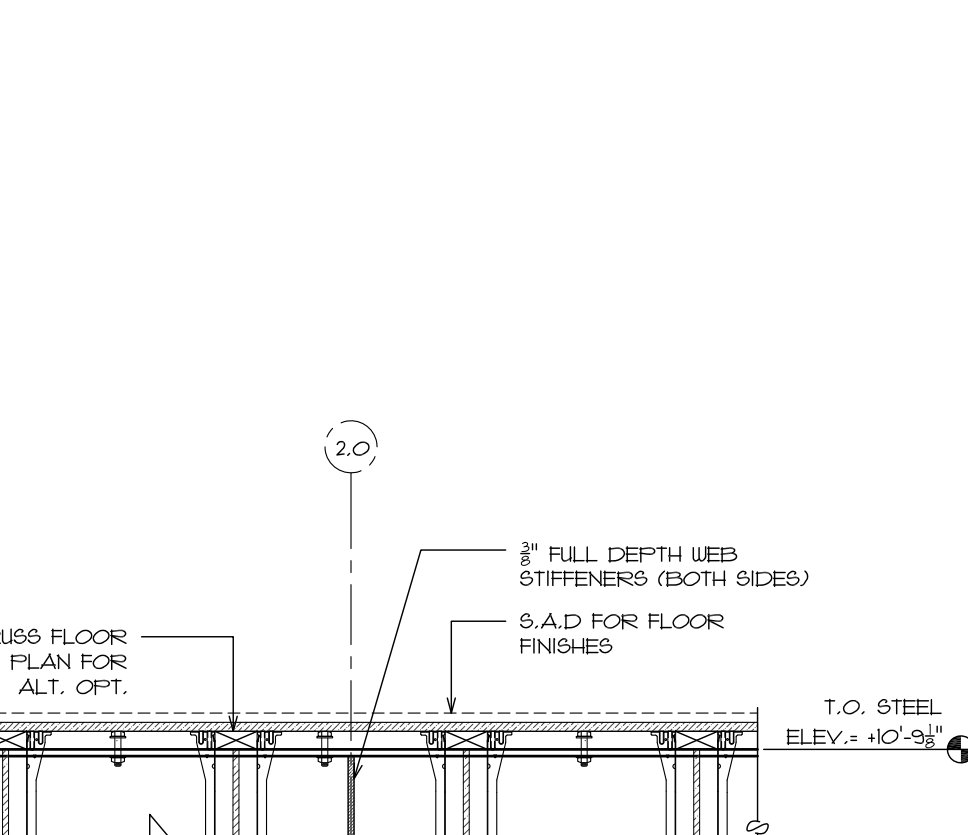 2.0
3/8" FULL DEPTH WEB
STIFFENERS (BOTH SIDES)
S.A.D FOR FLOOR
FINISHES
FLOOR
PLAN FOR
ALT. OPT.
T.O. STEEL
ELEV.= +10'-9 1/8"